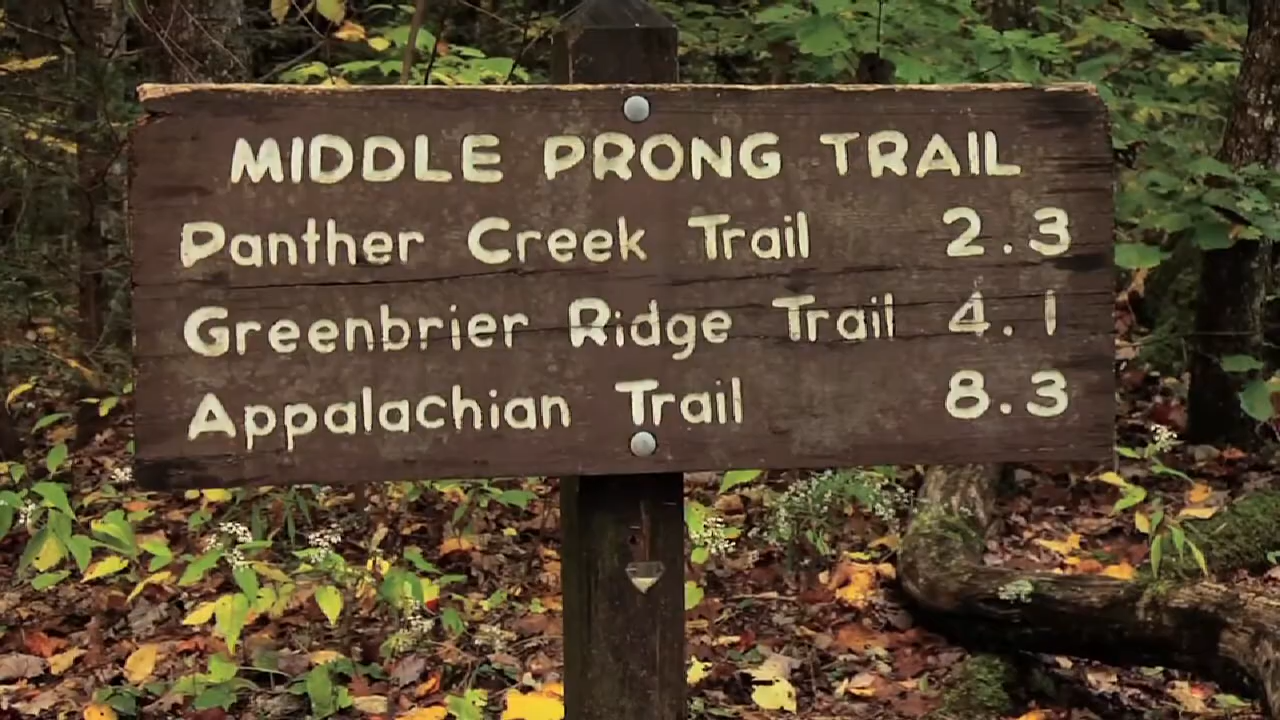 MIDDLE PRONG TRAIL
Panther Creek Trail 2.3
Greenbrier Ridge Trail 4.1
Appalachian Trail 8.3